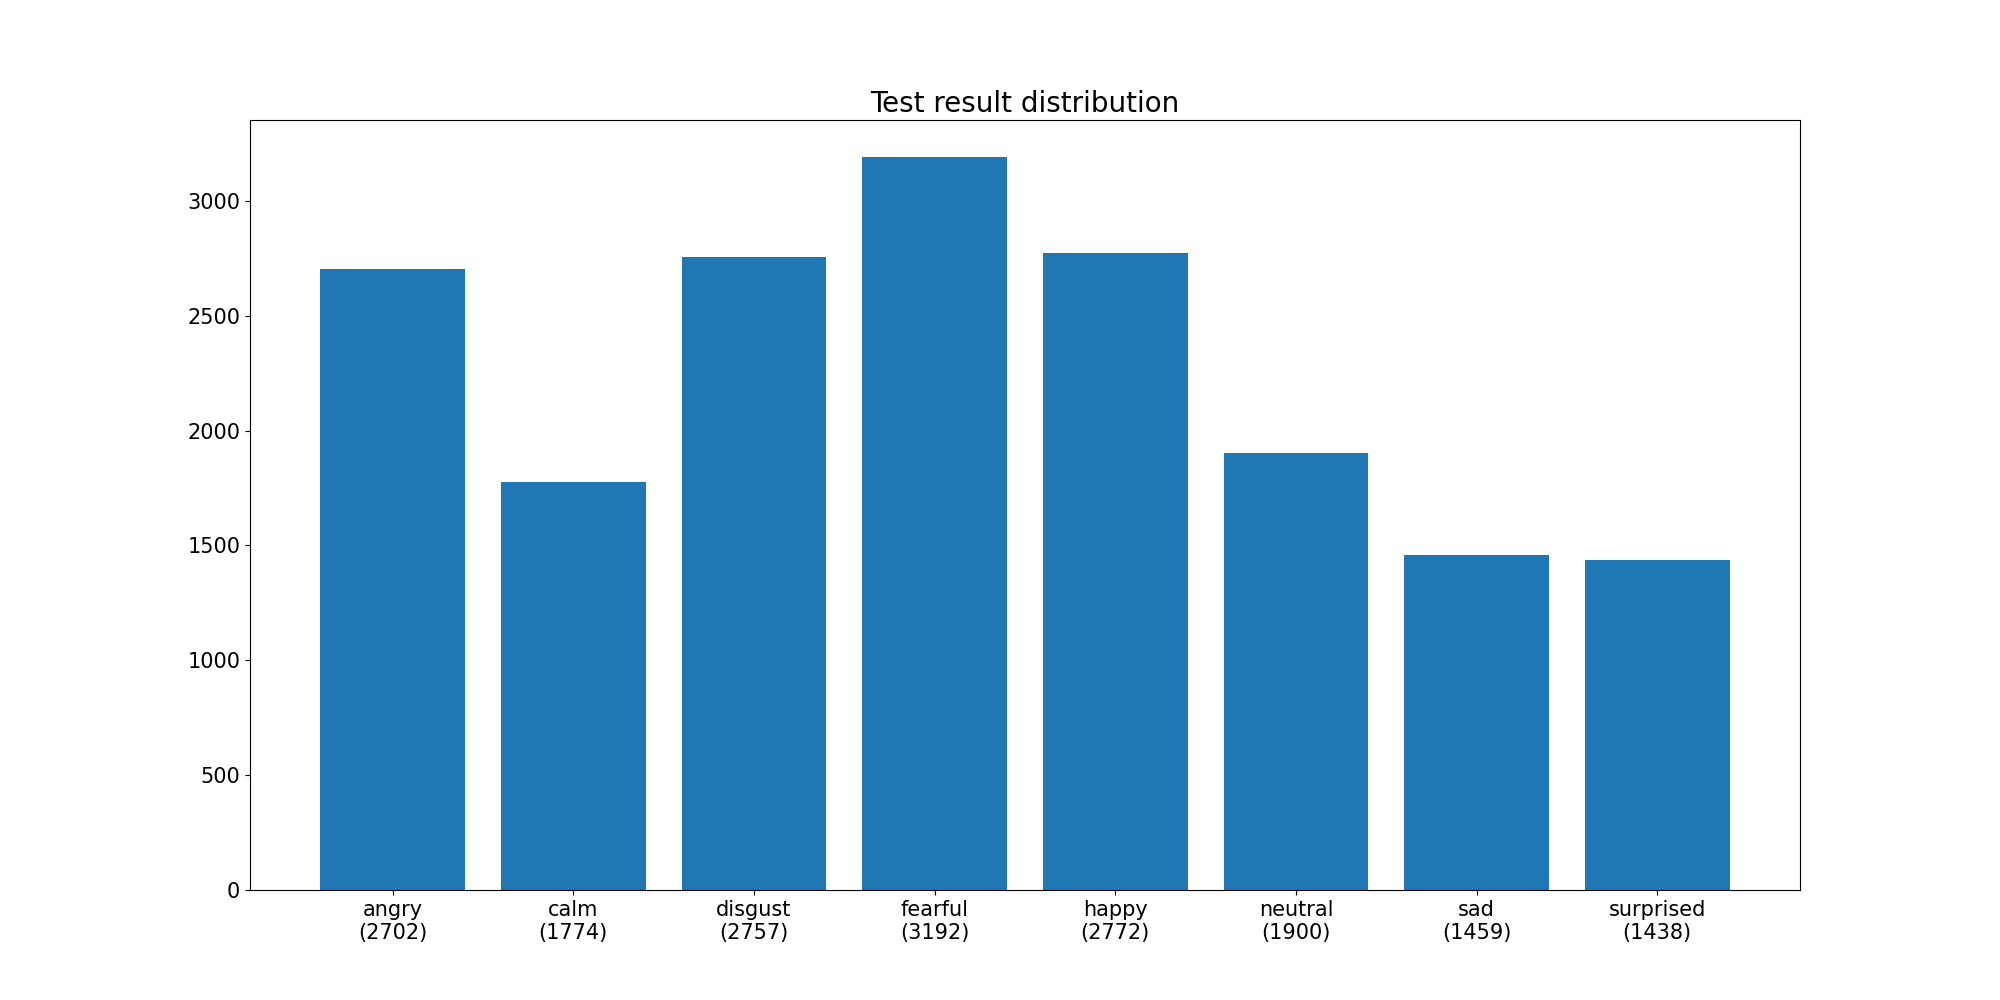 Test result distribution
3000
2500
2000
1500
1000
500
0
angry calm disgust fearful happy neutral sad surprised
(2702) (1774) (2757) (3192) (2772) (1900) (1459) (1438)